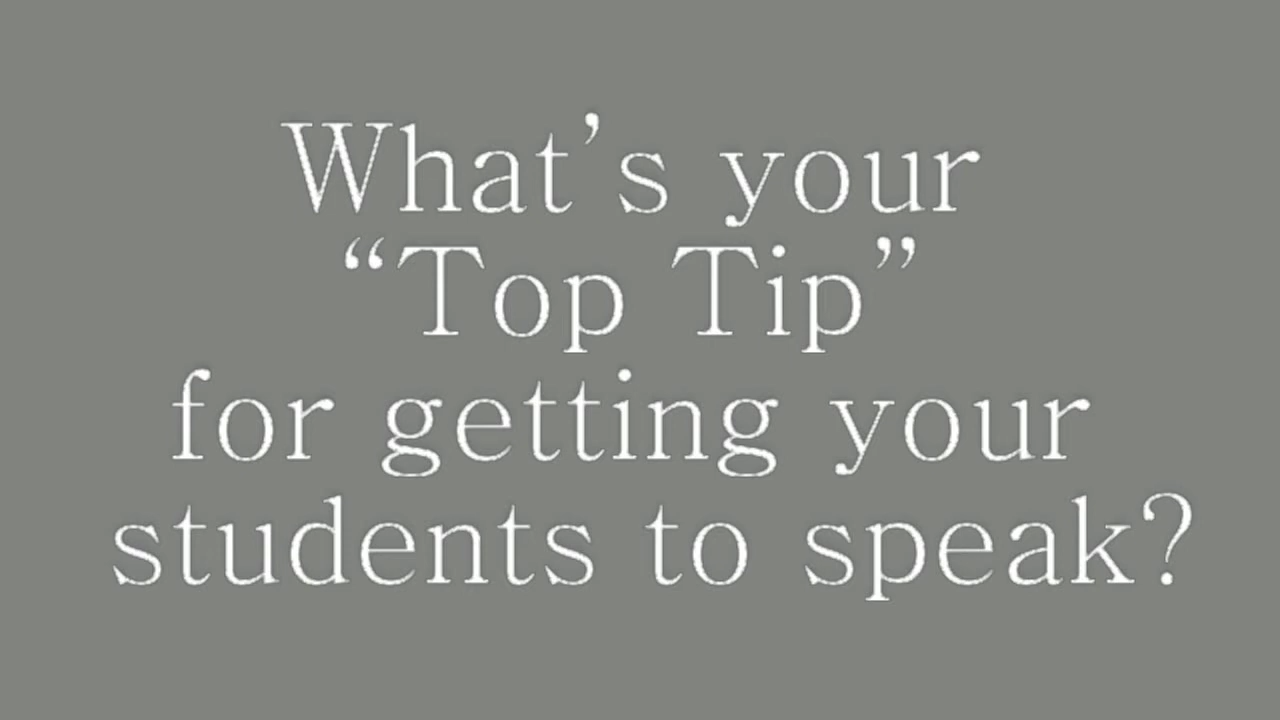 What’s your
“Top Tip”
for getting your
students to speak?